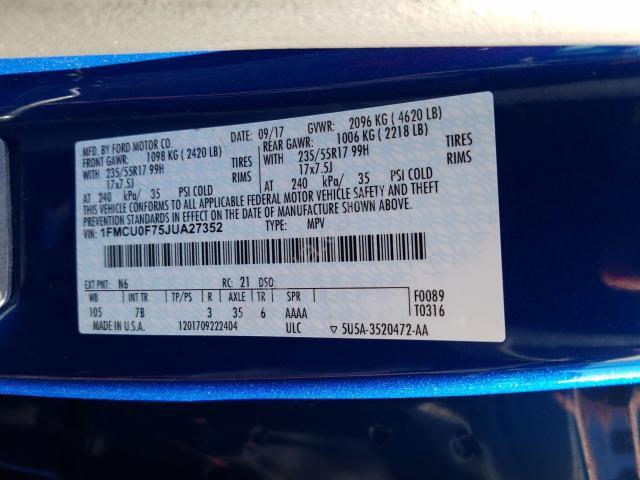 MFD. BY FORD MOTOR CO. DATE: 09/17 GVWR: 2096 KG ( 4620 LB)
FRONT GAWR: 1098 KG ( 2420 LB) REAR GAWR: 1006 KG ( 2218 LB)
WITH 235/55R17 99H TIRES WITH 235/55R17 99H TIRES
17x7.5J RIMS 17x7.5J RIMS
AT 240 kPa/ 35 PSI COLD AT 240 kPa/ 35 PSI COLD
THIS VEHICLE CONFORMS TO ALL APPLICABLE FEDERAL MOTOR VEHICLE SAFETY AND THEFT
PREVENTION STANDARDS IN EFFECT ON THE DATE OF MANUFACTURE SHOWN ABOVE.
VIN: 1FMCU0F75JUA27352 TYPE: MPV
EXT PNT: N6 RC: 21 DSO:
WB INT TR TP/PS R AXLE TR SPR F0089
105 7B 3 35 6 AAAA T0316
MADE IN U.S.A. 1201709222404 ULC ▽ 5U5A-3520472-AA